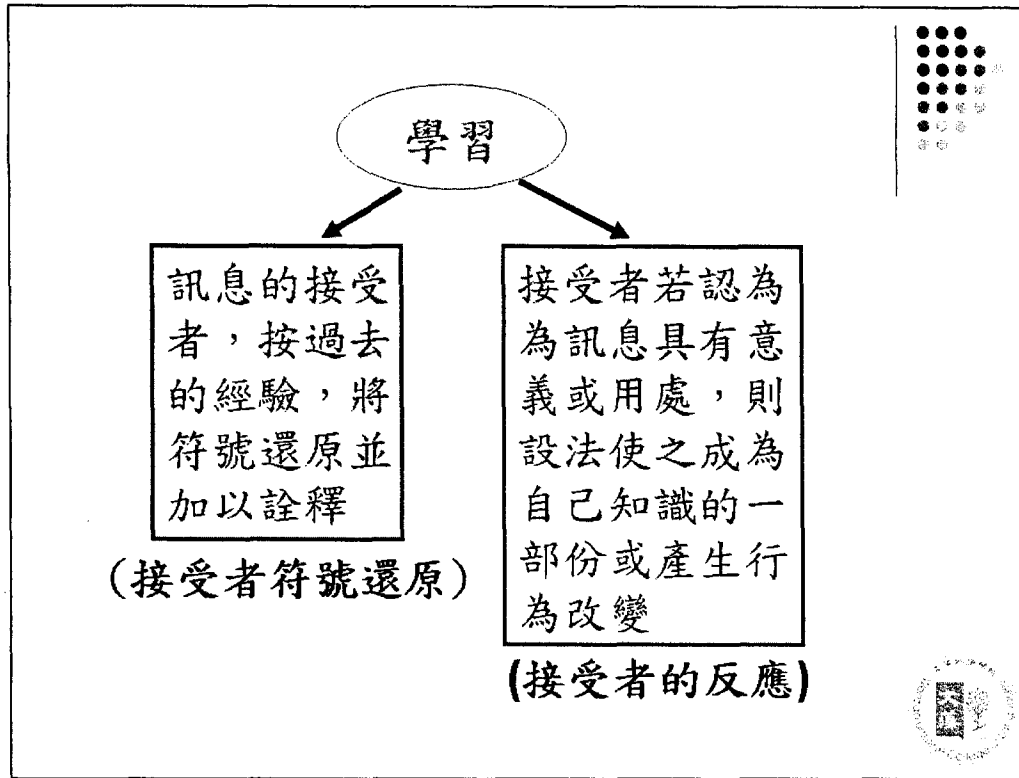 學習
訊息的接受
者，按過去
的經驗，將
符號還原並
加以詮釋
（接受者符號還原）
接受者若認為
為訊息具有意
義或用處，則
設法使之成為
自己知識的一
部份或產生行
為改變
(接受者的反應)